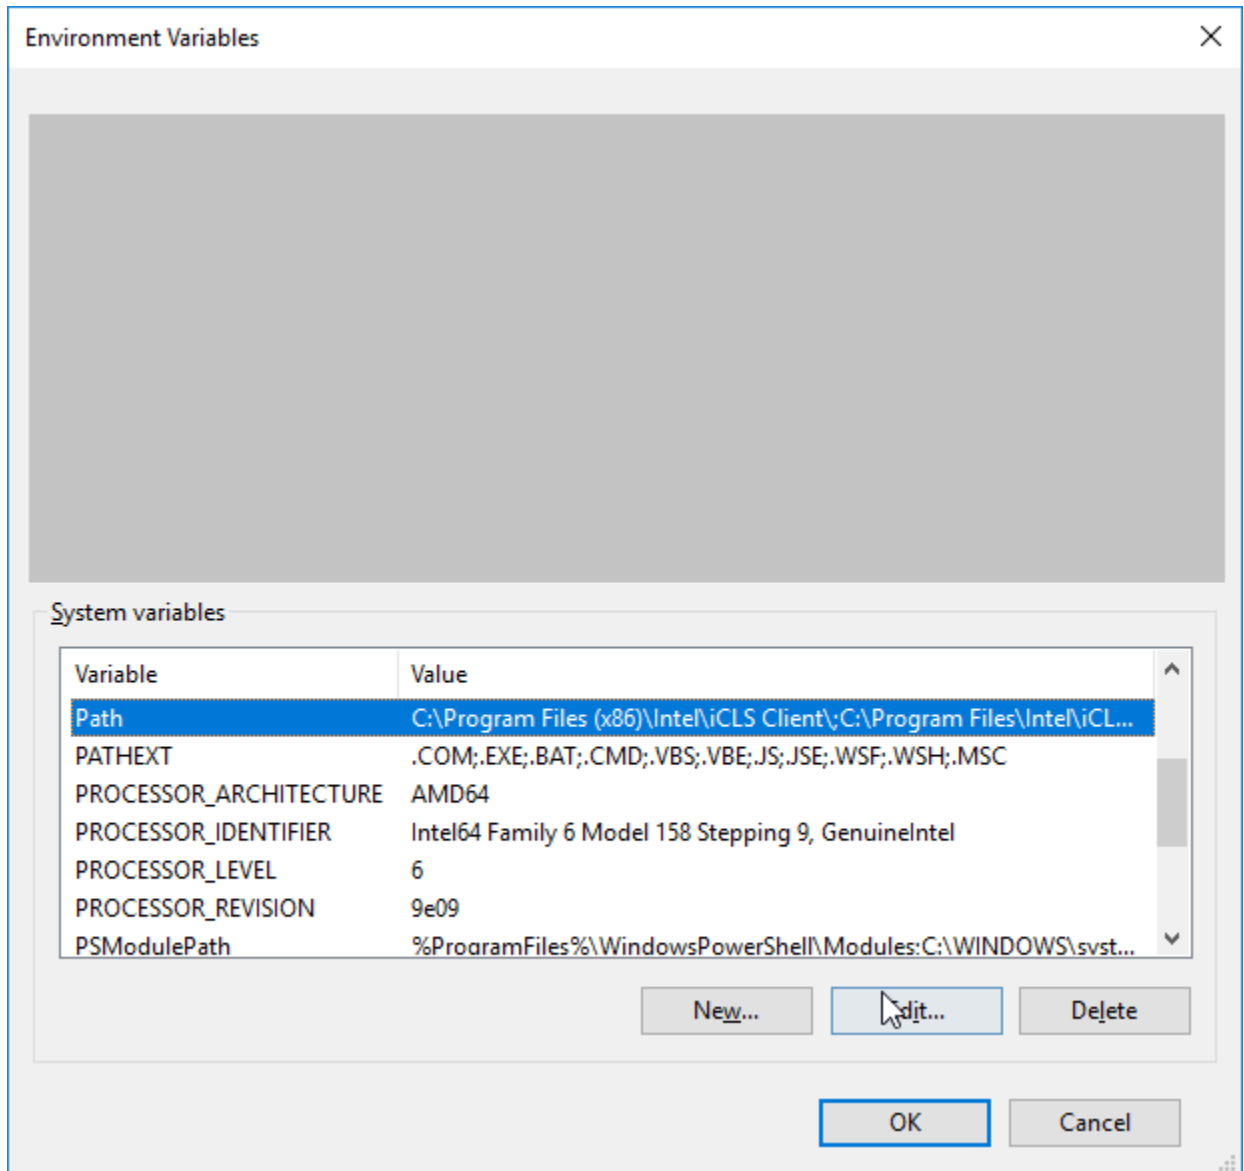 Environment Variables
System variables
Variable Value
Path C:\Program Files (x86)\Intel\iCLS Client\;C:\Program Files\Intel\iCL...
PATHEXT .COM;.EXE;.BAT;.CMD;.VBS;.VBE;.JS;.JSE;.WSF;.WSH;.MSC
PROCESSOR_ARCHITECTURE AMD64
PROCESSOR_IDENTIFIER Intel64 Family 6 Model 158 Stepping 9, GenuineIntel
PROCESSOR_LEVEL 6
PROCESSOR_REVISION 9e09
PSModulePath %ProgramFiles%\WindowsPowerShell\Modules;C:\WINDOWS\syst...
New... Edit... Delete
OK Cancel